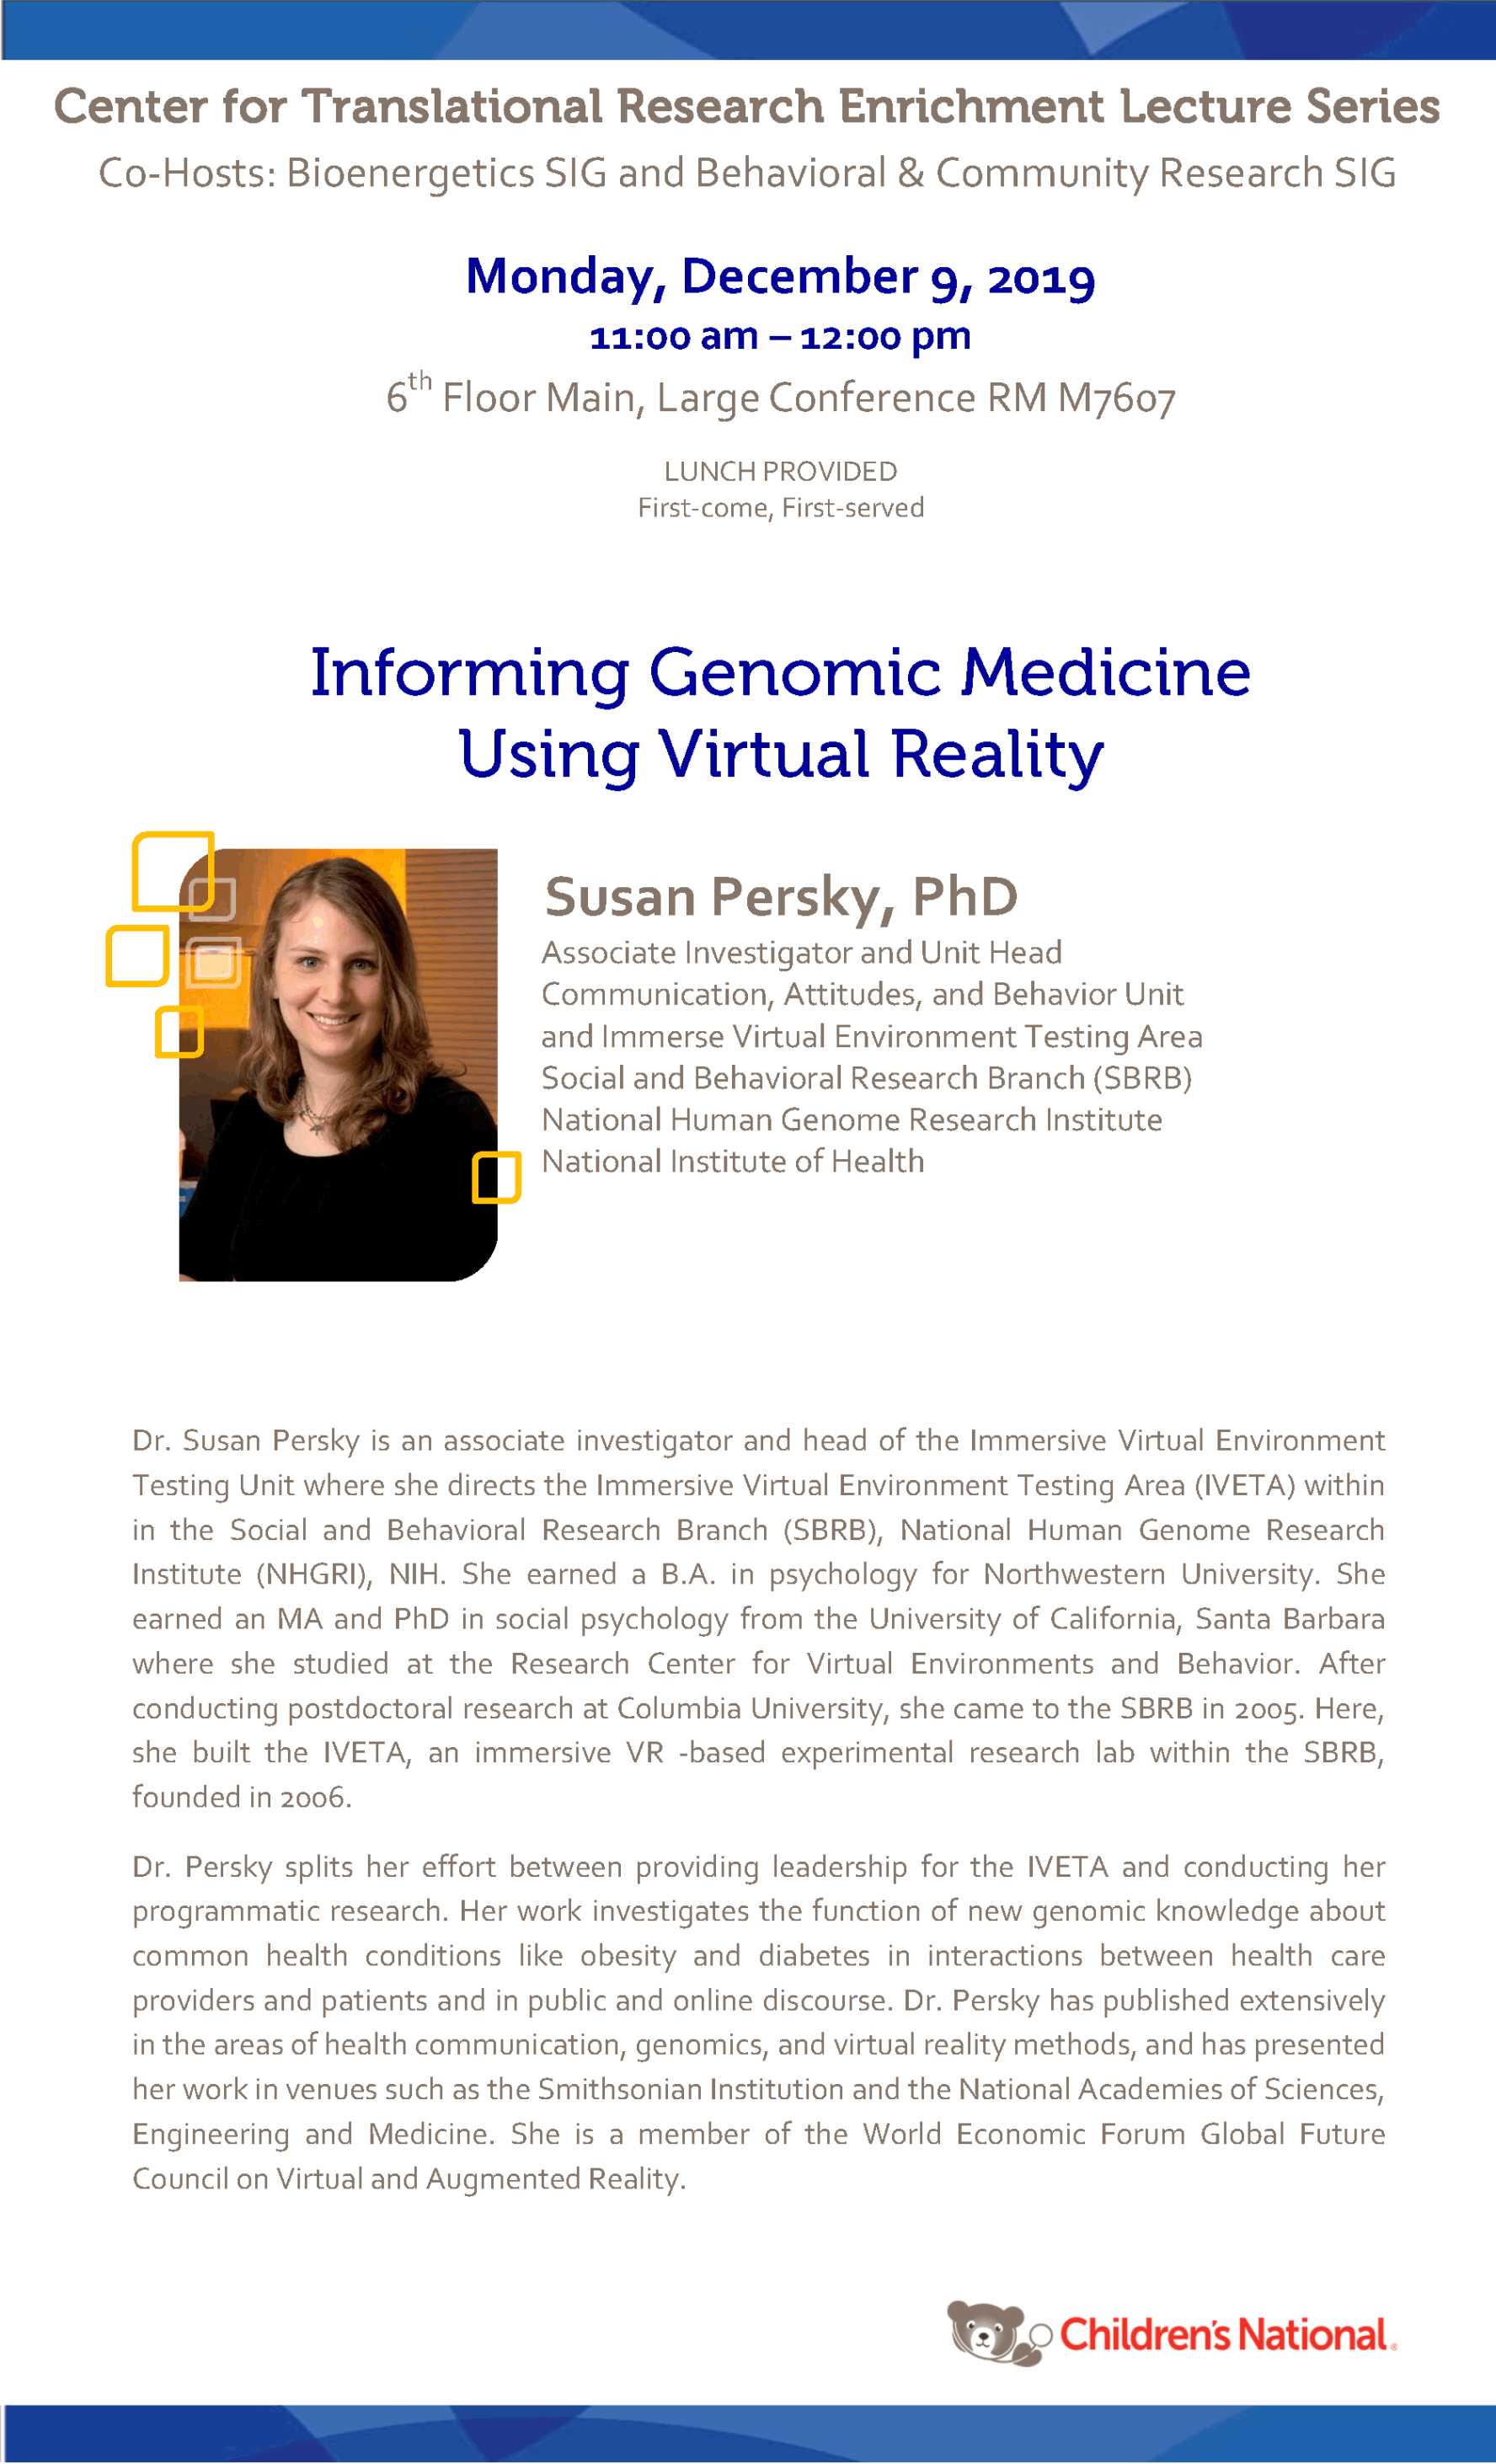 Center for Translational Research Enrichment Lecture Series
Co-Hosts: Bioenergetics SIG and Behavioral & Community Research SIG
Monday, December 9, 2019
11:00 am – 12:00 pm
6th Floor Main, Large Conference RM M7607
LUNCH PROVIDED
First-come, First-served
Informing Genomic Medicine
Using Virtual Reality
Susan Persky, PhD
Associate Investigator and Unit Head
Communication, Attitudes, and Behavior Unit
and Immerse Virtual Environment Testing Area
Social and Behavioral Research Branch (SBRB)
National Human Genome Research Institute
National Institute of Health
Dr. Susan Persky is an associate investigator and head of the Immersive Virtual Environment
Testing Unit where she directs the Immersive Virtual Environment Testing Area (IVETA) within
in the Social and Behavioral Research Branch (SBRB), National Human Genome Research
Institute (NHGRI), NIH. She earned a B.A. in psychology for Northwestern University. She
earned an MA and PhD in social psychology from the University of California, Santa Barbara
where she studied at the Research Center for Virtual Environments and Behavior. After
conducting postdoctoral research at Columbia University, she came to the SBRB in 2005. Here,
she built the IVETA, an immersive VR -based experimental research lab within the SBRB,
founded in 2006.
Dr. Persky splits her effort between providing leadership for the IVETA and conducting her
programmatic research. Her work investigates the function of new genomic knowledge about
common health conditions like obesity and diabetes in interactions between health care
providers and patients and in public and online discourse. Dr. Persky has published extensively
in the areas of health communication, genomics, and virtual reality methods, and has presented
her work in venues such as the Smithsonian Institution and the National Academies of Sciences,
Engineering and Medicine. She is a member of the World Economic Forum Global Future
Council on Virtual and Augmented Reality.
Children's National®